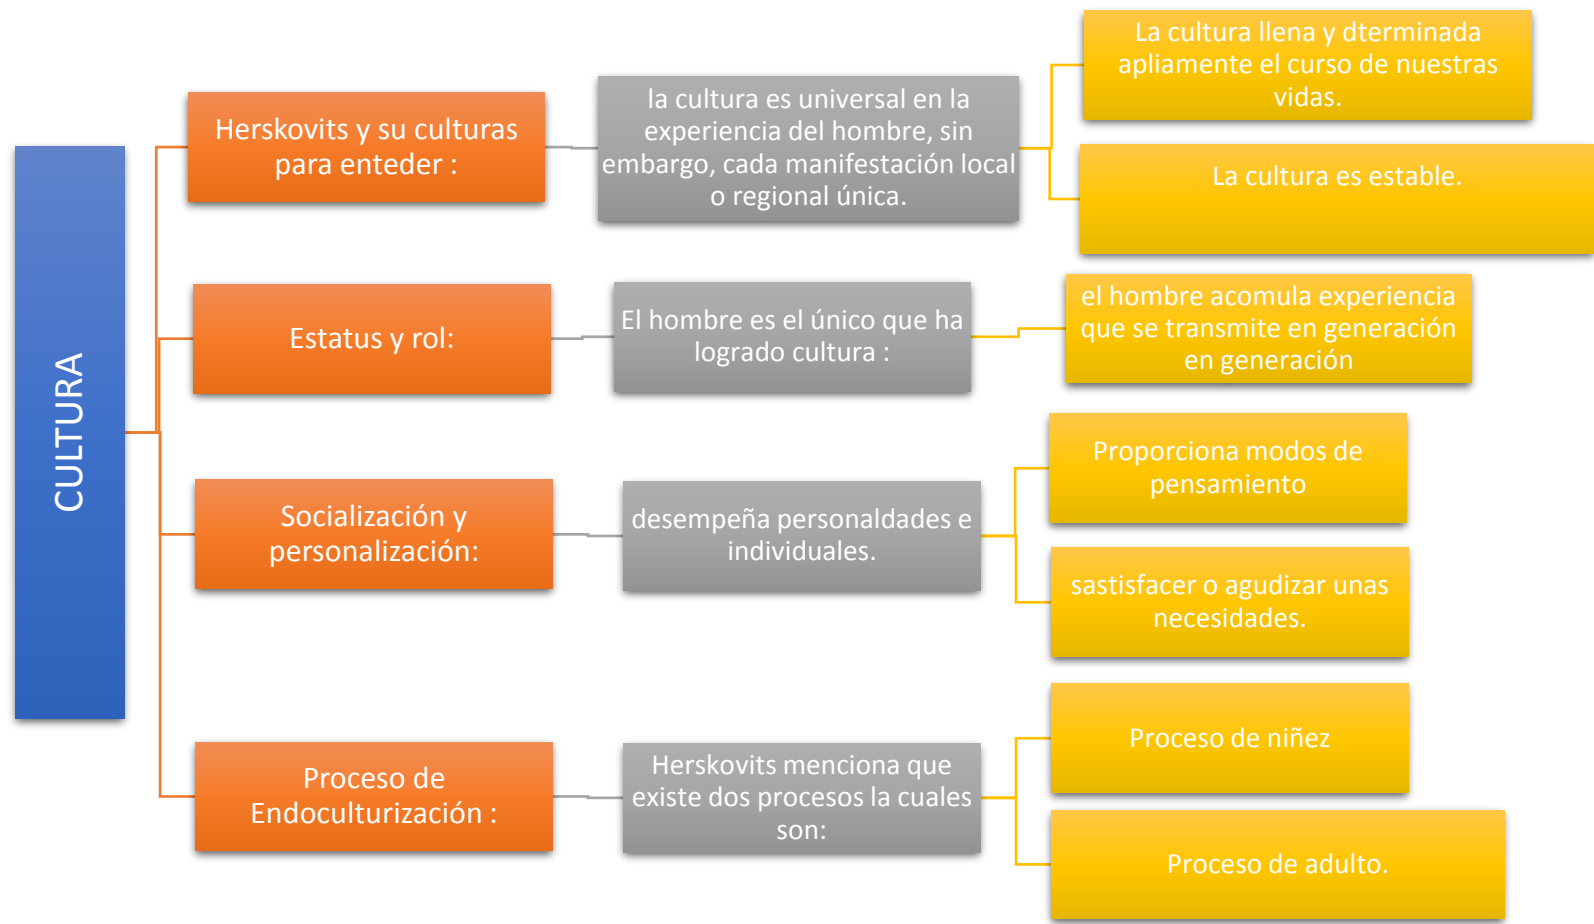 CULTURA
Herskovits y su culturas
para enteder :
la cultura es universal en la
experiencia del hombre, sin
embargo, cada manifestación local
o regional única.
La cultura llena y dterminada
apliamente el curso de nuestras
vidas.
La cultura es estable.
Estatus y rol:
El hombre es el único que ha
logrado cultura :
el hombre acomula experiencia
que se transmite en generación
en generación
Socialización y
personalización:
desempeña personaldades e
individuales.
Proporciona modos de
pensamiento
sastisfacer o agudizar unas
necesidades.
Proceso de
Endoculturización :
Herskovits menciona que
existe dos procesos la cuales
son:
Proceso de niñez
Proceso de adulto.